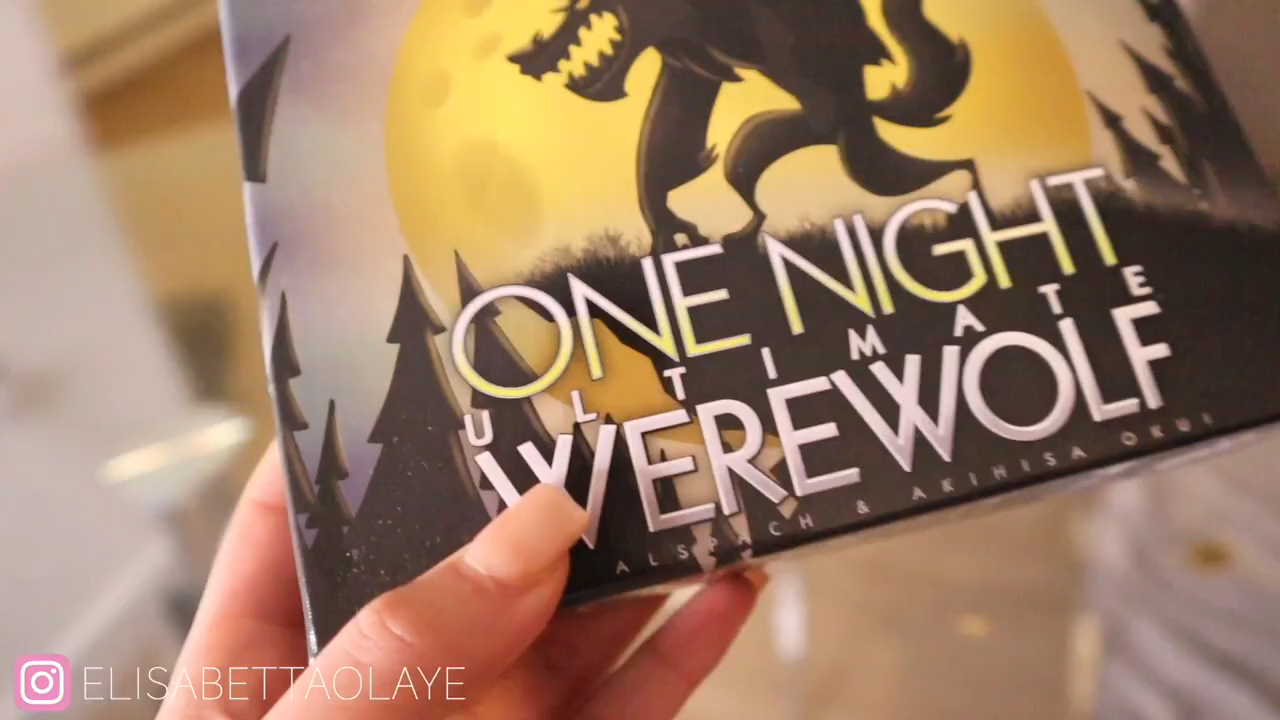 ONE NIGHT
ULTIMATE
WEREWOLF
ALSPACH & AKIHISA OKUI
ELISABETTAOLAYE